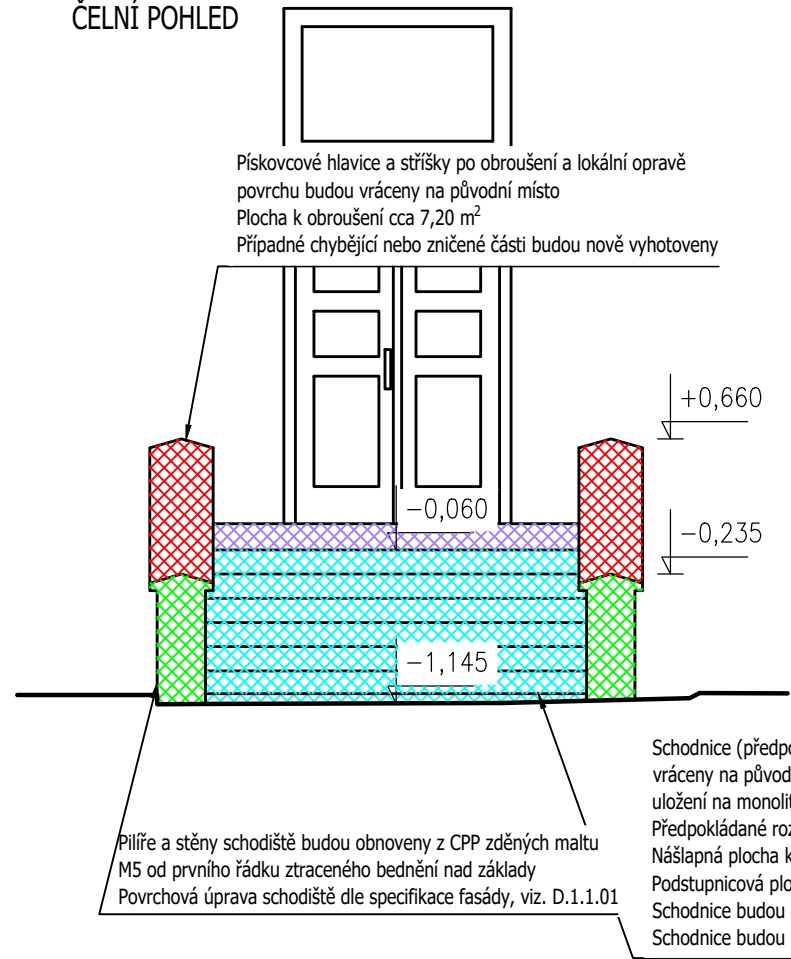 ČELNÍ POHLED
Pískovcové hlavice a stříšky po obroušení a lokální opravě
povrchu budou vráceny na původní místo
Plocha k obroušení cca 7,20 m²
Případné chybějící nebo zničené části budou nově vyhotoveny
+0,660
−0,060
−0,235
−1,145
Pilíře a stěny schodiště budou obnoveny z CPP zděných maltu
M5 od prvního řádku ztraceného bednění nad základy
Povrchová úprava schodiště dle specifikace fasády, viz. D.1.1.01
Schodnice (předpo
vráceny na původ
uložení na monolit
Předpokládané roz
Nášlapná plocha k
Podstupnicová plo
Schodnice budou
Schodnice budou